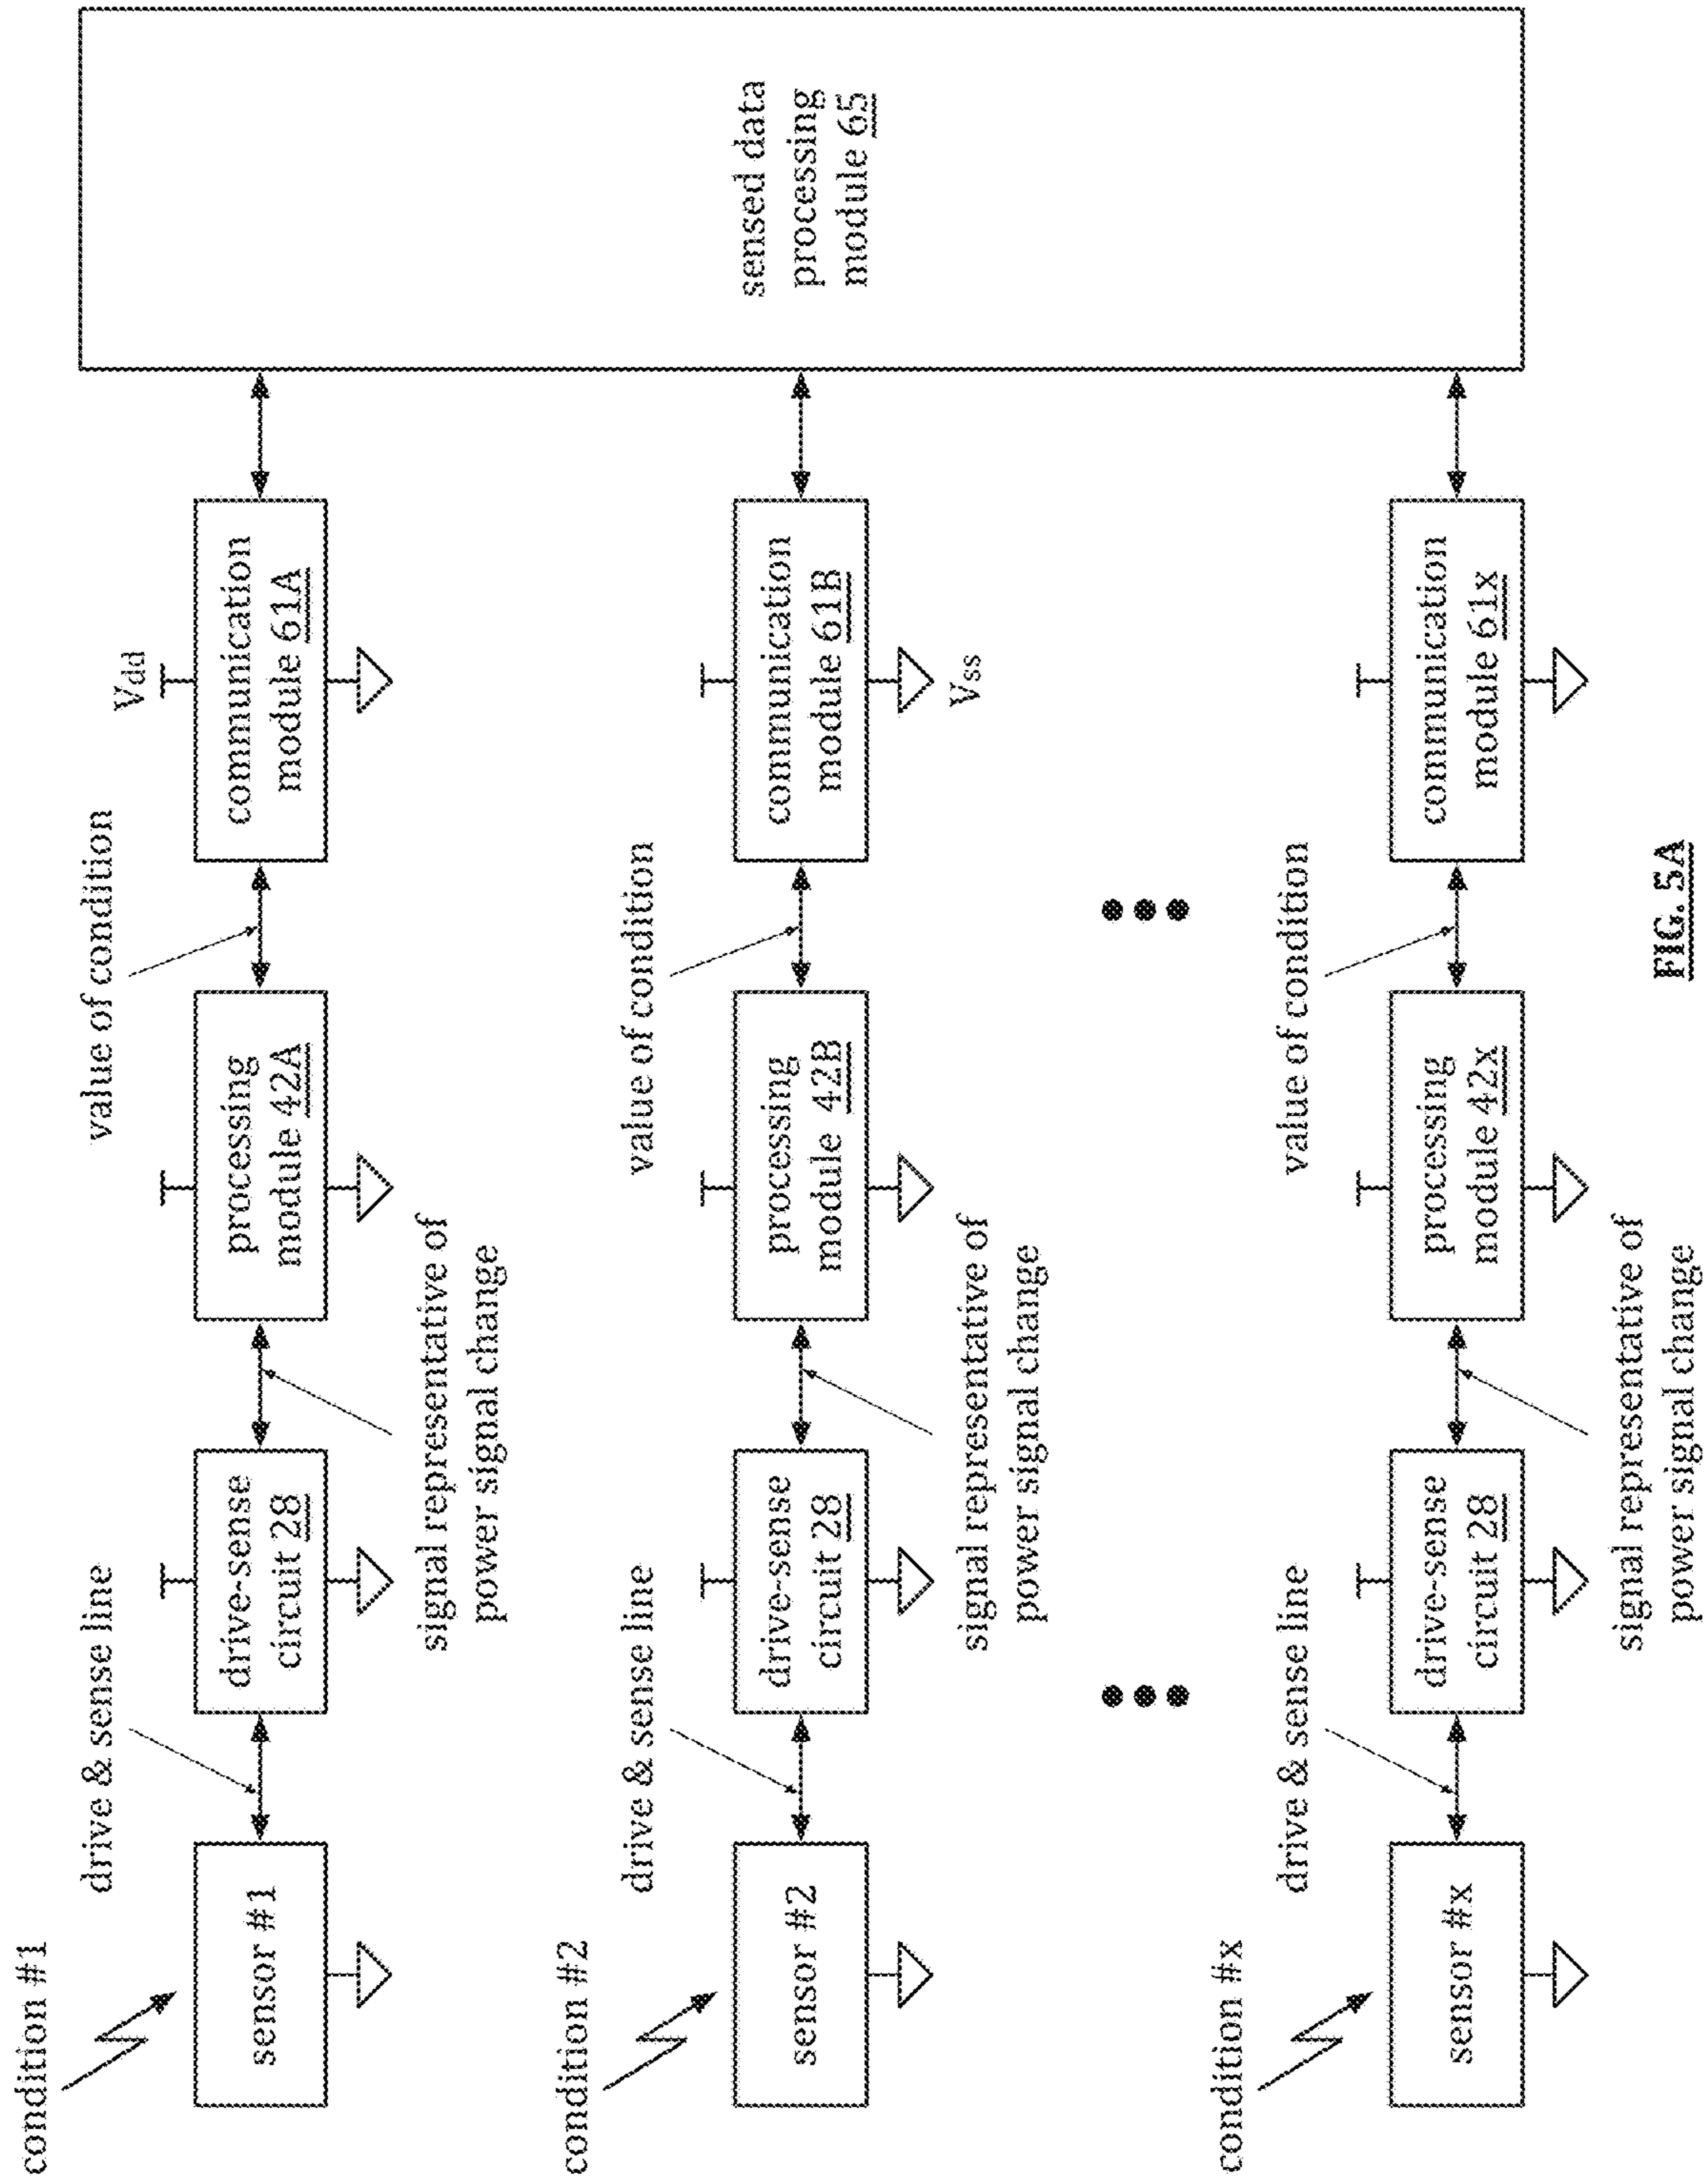 condition #1
drive & sense line
value of condition
Vdd
sensor #1
drive-sense
circuit 28
processing
module 42A
communication
module 61A
signal representative of
power signal change
sensed data
processing
module 65
condition #2
drive & sense line
value of condition
sensor #2
drive-sense
circuit 28
processing
module 42B
communication
module 61B
signal representative of
power signal change
Vss
condition #x
drive & sense line
value of condition
sensor #x
drive-sense
circuit 28
processing
module 42x
communication
module 61x
signal representative of
power signal change
FIG. 5A